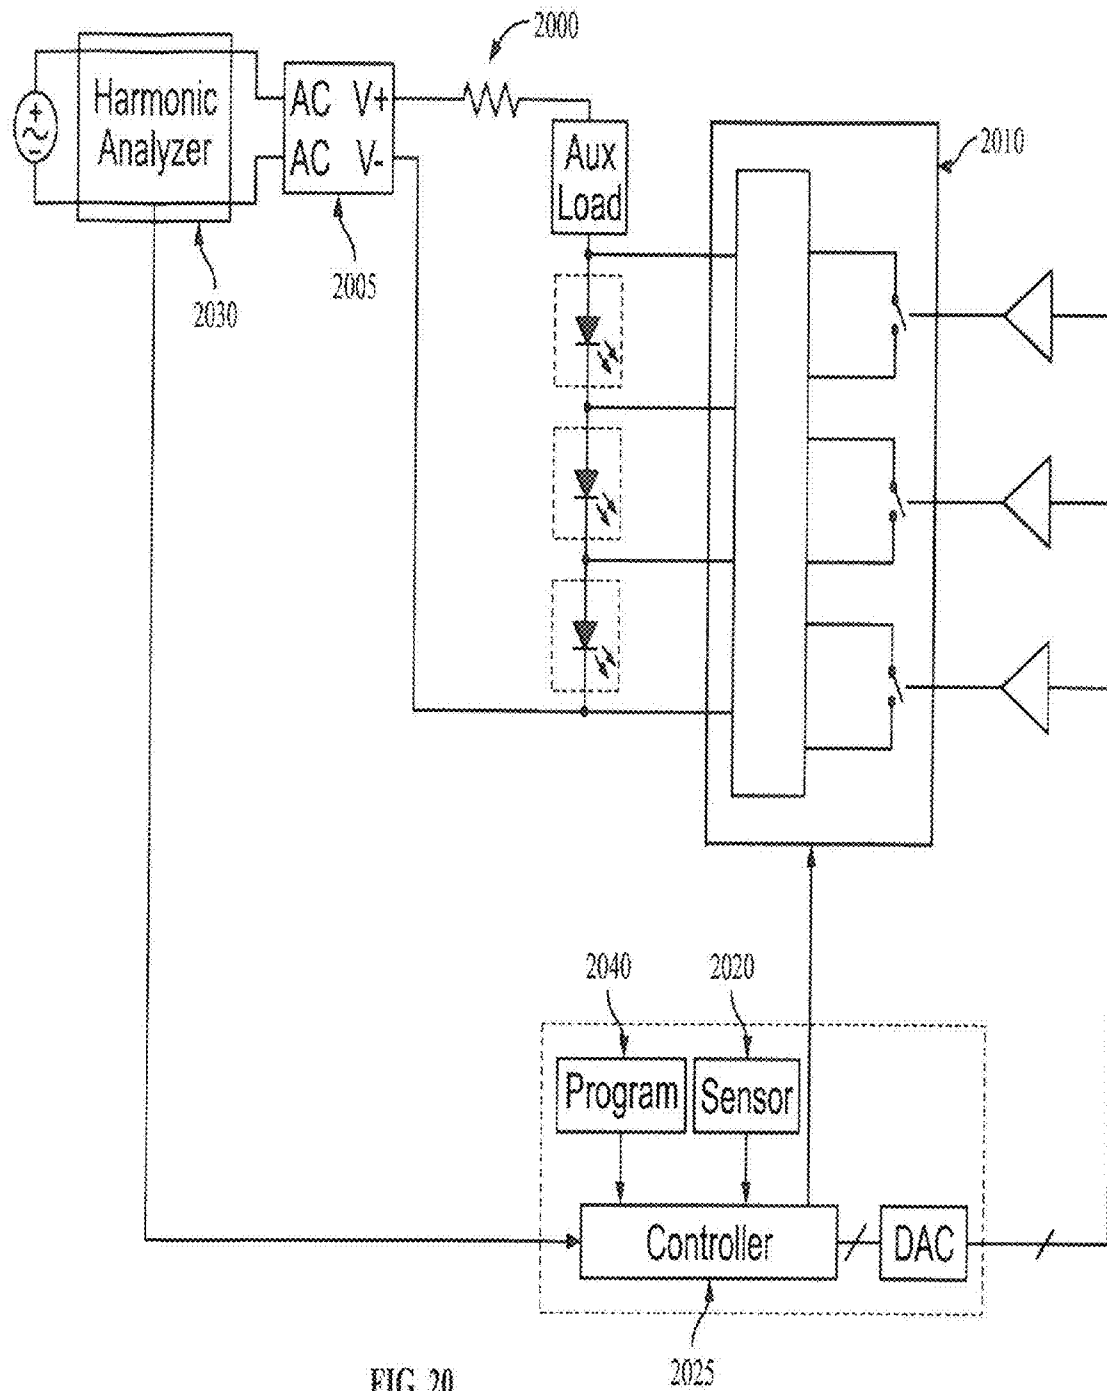 2000
Harmonic
Analyzer
AC V+
AC V-
+
-
Aux
Load
2010
2030
2005
2040
2020
Program
Sensor
Controller
DAC
2025
FIG. 20